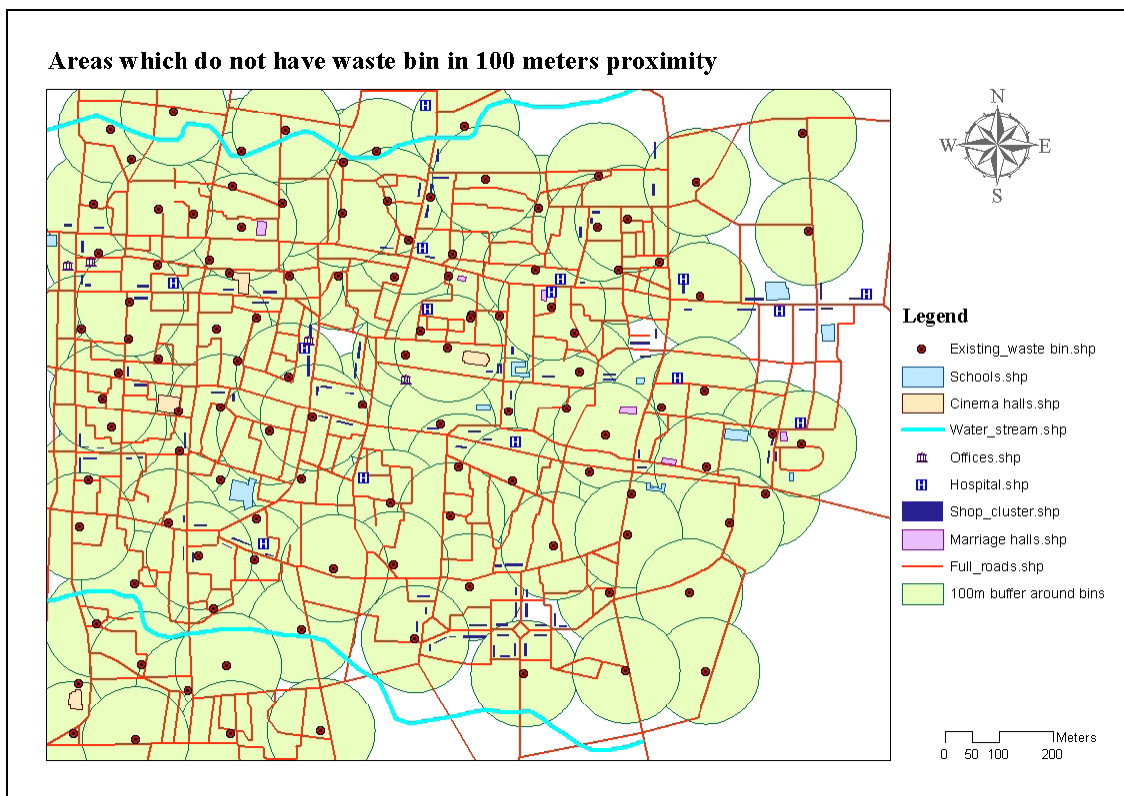 Areas which do not have waste bin in 100 meters proximity
N
W E
S
Legend
Existing_waste bin.shp
Schools.shp
Cinema halls.shp
Water_stream.shp
Offices.shp
Hospital.shp
Shop_cluster.shp
Marriage halls.shp
Full_roads.shp
100m buffer around bins
Meters
0 50 100 200